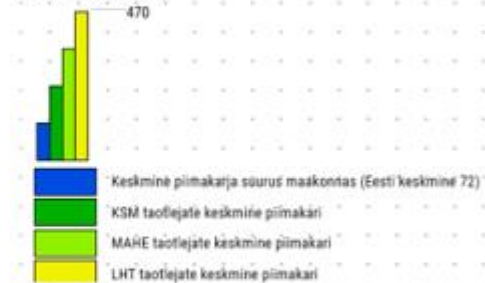 470
Keskmine piimakarja suurus maakonnas (Eesti keskmine 72)
KSM taotlejate keskmine piimakari
MAHE taotlejate keskmine piimakari
LHT taotlejate keskmine piimakari